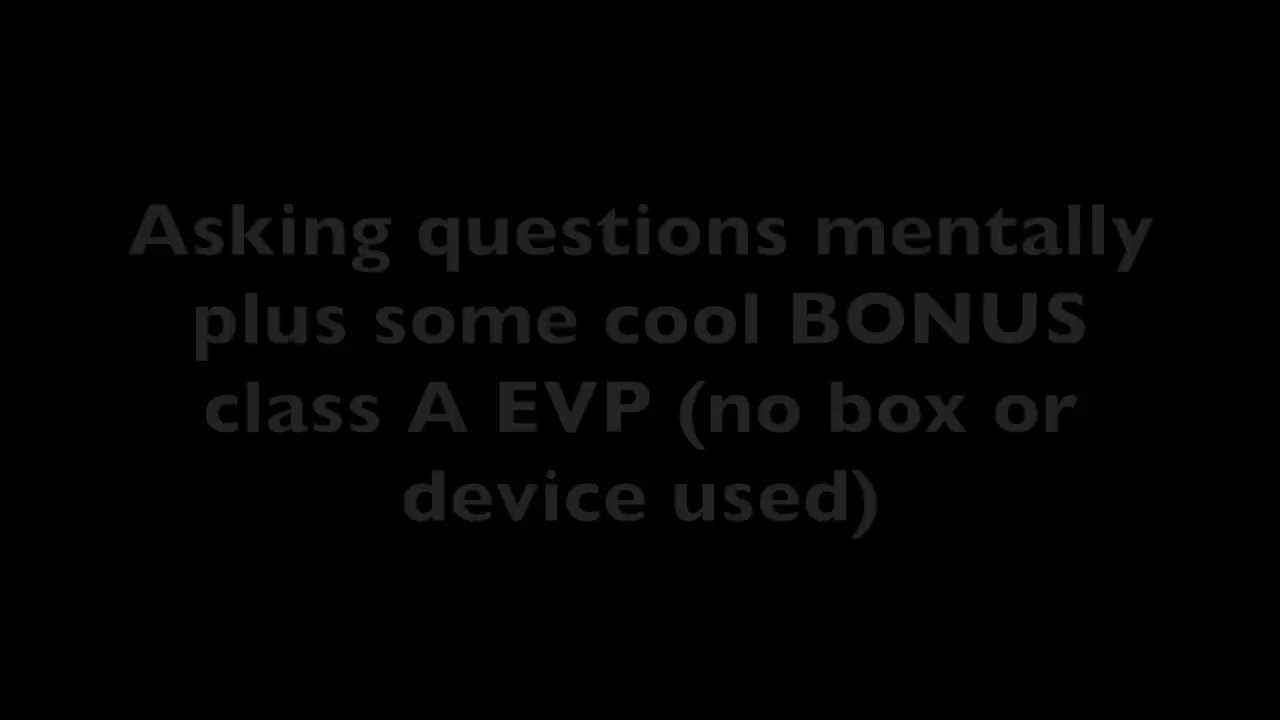 Asking questions mentally
plus some cool BONUS
class A EVP (no box or
device used)